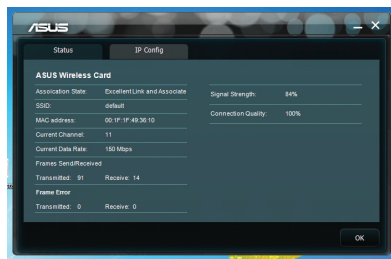 ASUS
Status IP Config
ASUS Wireless Card
Assoication State: Excellent Link and Associate
Signal Strength: 84%
SSID: default
MAC address: 00:1F:1F:49:36:10
Connection Quality: 100%
Current Channel: 11
Current Data Rate: 150 Mbps
Frames Send/Received
Transmitted: 91 Receive: 14
Frame Error
Transmitted: 0 Receive: 0
OK